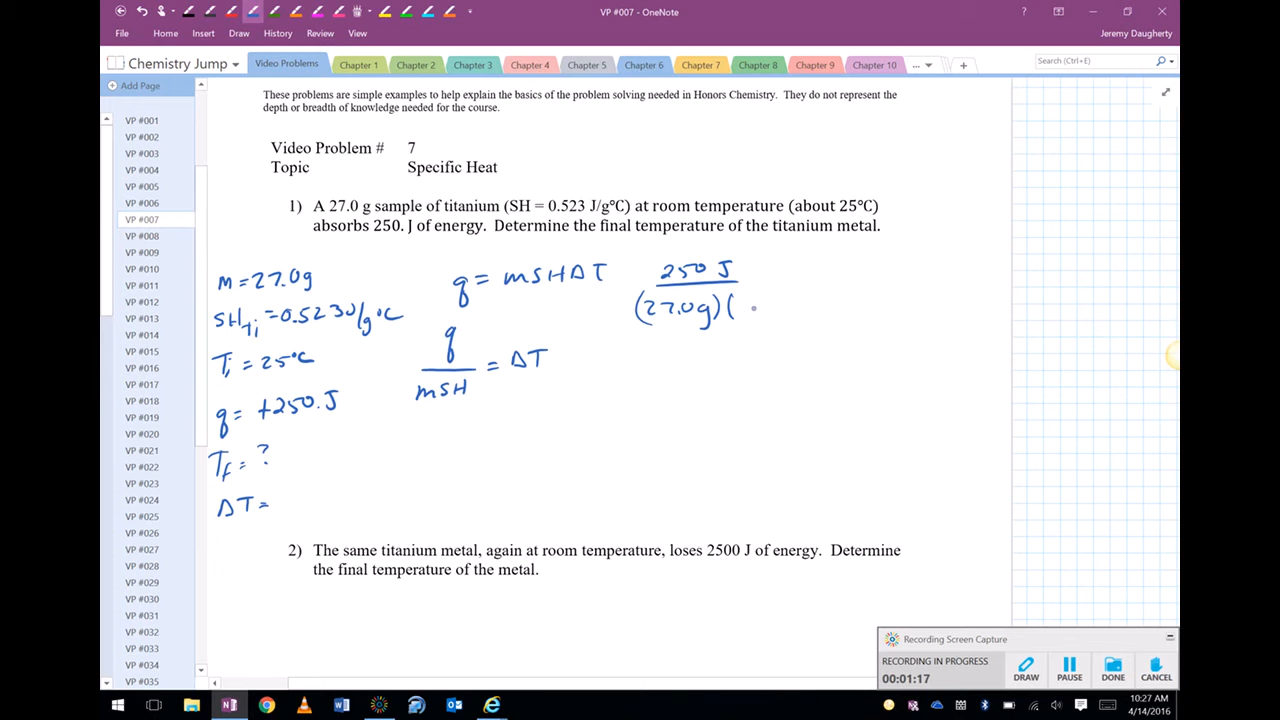 VP #007 - OneNote
File Home Insert Draw History Review View
Jeremy Daugherty
Chemistry Jump
Video Problems Chapter 1 Chapter 2 Chapter 3 Chapter 4 Chapter 5 Chapter 6 Chapter 7 Chapter 8 Chapter 9 Chapter 10 ... +
Search (Ctrl+E)
Add Page
VP #001
VP #002
VP #003
VP #004
VP #005
VP #006
VP #007
VP #008
VP #009
VP #010
VP #011
VP #012
VP #013
VP #014
VP #015
VP #016
VP #017
VP #018
VP #019
VP #020
VP #021
VP #022
VP #023
VP #024
VP #025
VP #026
VP #027
VP #028
VP #029
VP #030
VP #031
VP #032
VP #033
VP #034
VP #035
These problems are simple examples to help explain the basics of the problem solving needed in Honors Chemistry. They do not represent the
depth or breadth of knowledge needed for the course.
Video Problem # 7
Topic Specific Heat
1) A 27.0 g sample of titanium (SH = 0.523 J/g°C) at room temperature (about 25°C)
absorbs 250. J of energy. Determine the final temperature of the titanium metal.
m = 27.0g
SH Ti = 0.523J/g°C
Ti = 25°C
q = +250. J
Tf = ?
ΔT =
q = mSHΔT
q
mSH = ΔT
250 J
(27.0g)(
2) The same titanium metal, again at room temperature, loses 2500 J of energy. Determine
the final temperature of the metal.
Recording Screen Capture
RECORDING IN PROGRESS
00:01:17
DRAW PAUSE DONE CANCEL
10:27 AM
4/14/2016